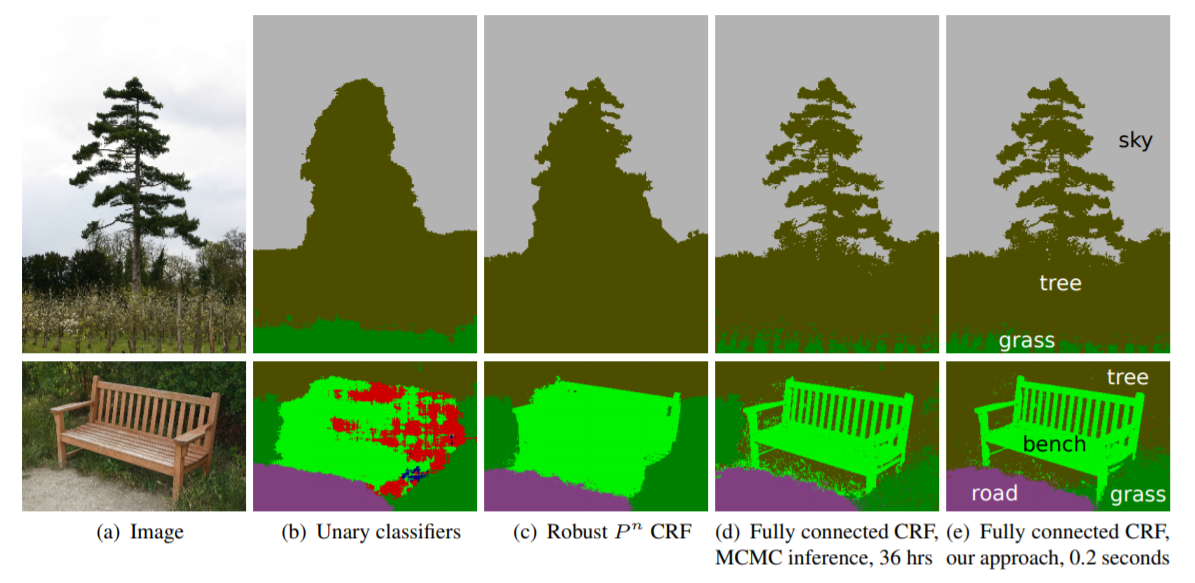 sky
tree
grass
tree
bench
road
grass
(a) Image
(b) Unary classifiers
(c) Robust Pⁿ CRF
(d) Fully connected CRF,
MCMC inference, 36 hrs
(e) Fully connected CRF,
our approach, 0.2 seconds